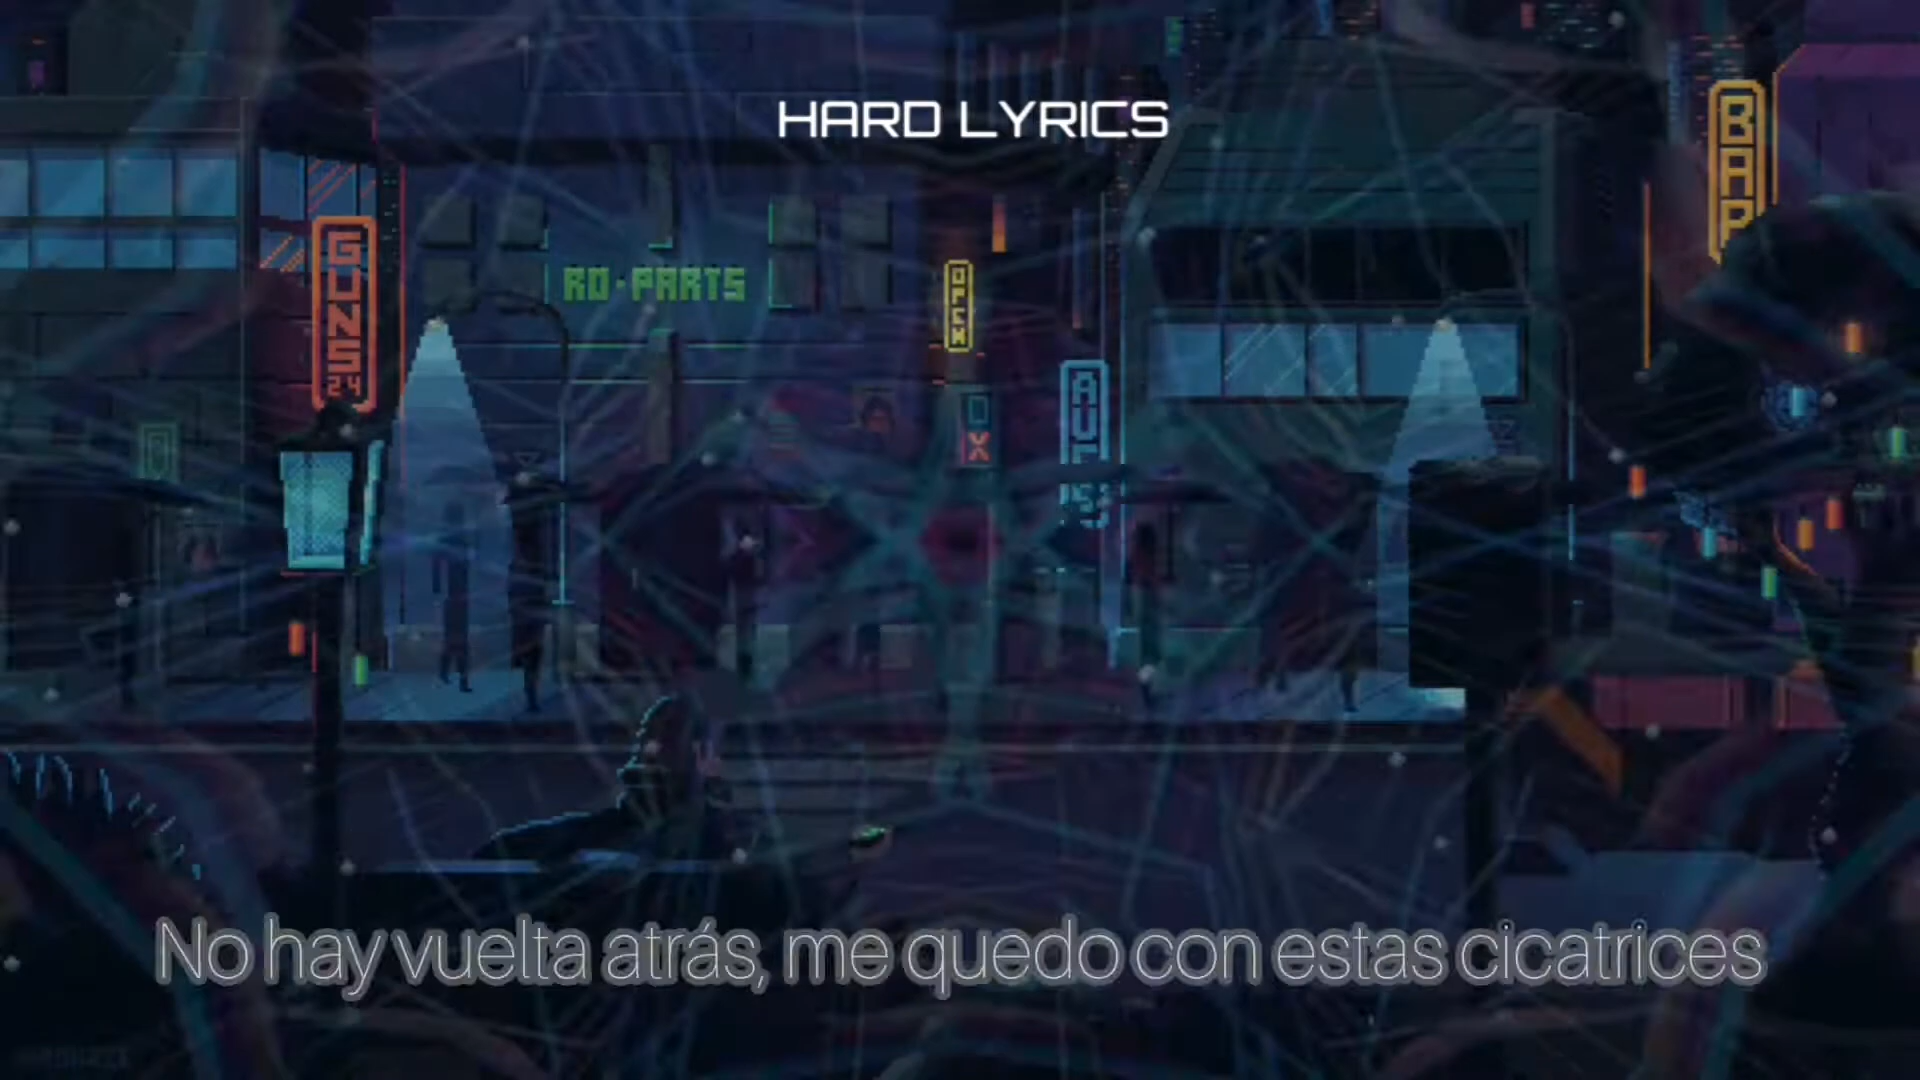 HARD LYRICS
BAR
GUNS
24
RO·PARTS
OPEN
No hay vuelta atrás, me quedo con estas cicatrices